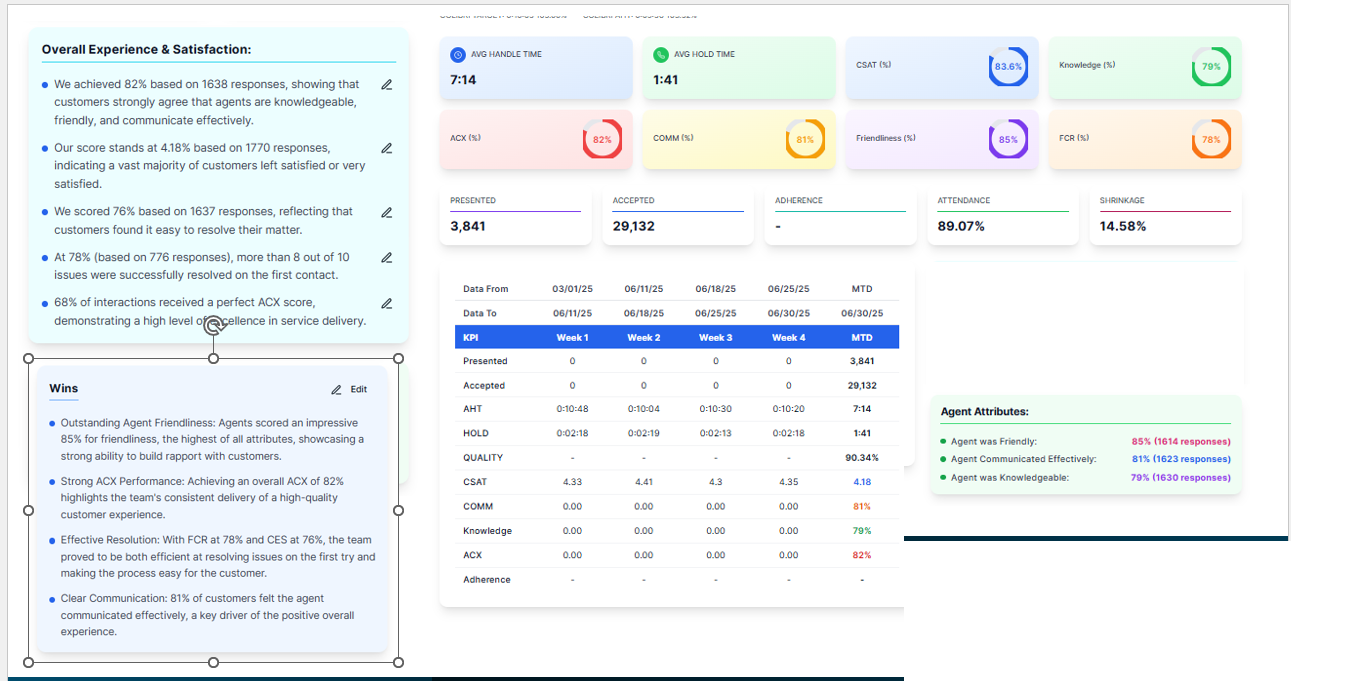 Overall Experience & Satisfaction:
We achieved 82% based on 1638 responses, showing that
customers strongly agree that agents are knowledgeable,
friendly, and communicate effectively.
Our score stands at 4.18% based on 1770 responses,
indicating a vast majority of customers left satisfied or very
satisfied.
We scored 76% based on 1637 responses, reflecting that
customers found it easy to resolve their matter.
At 78% (based on 776 responses), more than 8 out of 10
issues were successfully resolved on the first contact.
68% of interactions received a perfect ACX score,
demonstrating a high level of excellence in service delivery.
Wins
Edit
Outstanding Agent Friendliness: Agents scored an impressive
85% for friendliness, the highest of all attributes, showcasing a
strong ability to build rapport with customers.
Strong ACX Performance: Achieving an overall ACX of 82%
highlights the team's consistent delivery of a high-quality
customer experience.
Effective Resolution: With FCR at 78% and CES at 76%, the team
proved to be both efficient at resolving issues on the first try and
making the process easy for the customer.
Clear Communication: 81% of customers felt the agent
communicated effectively, a key driver of the positive overall
experience.
AVG HANDLE TIME
7:14
AVG HOLD TIME
1:41
CSAT (%)
83.6%
Knowledge (%)
79%
ACX (%)
82%
COMM (%)
81%
Friendliness (%)
85%
FCR (%)
78%
PRESENTED
3,841
ACCEPTED
29,132
ADHERENCE
-
ATTENDANCE
89.07%
SHRINKAGE
14.58%
Data From 03/01/25 06/11/25 06/18/25 06/25/25 MTD
Data To 06/11/25 06/18/25 06/25/25 06/30/25 06/30/25
KPI Week 1 Week 2 Week 3 Week 4 MTD
Presented 0 0 0 0 3,841
Accepted 0 0 0 0 29,132
AHT 0:10:48 0:10:04 0:10:30 0:10:20 7:14
HOLD 0:02:18 0:02:19 0:02:13 0:02:18 1:41
QUALITY - - - - 90.34%
CSAT 4.33 4.41 4.3 4.35 4.18
COMM 0.00 0.00 0.00 0.00 81%
Knowledge 0.00 0.00 0.00 0.00 79%
ACX 0.00 0.00 0.00 0.00 82%
Adherence - - - - -
Agent Attributes:
Agent was Friendly: 85% (1614 responses)
Agent Communicated Effectively: 81% (1623 responses)
Agent was Knowledgeable: 79% (1630 responses)